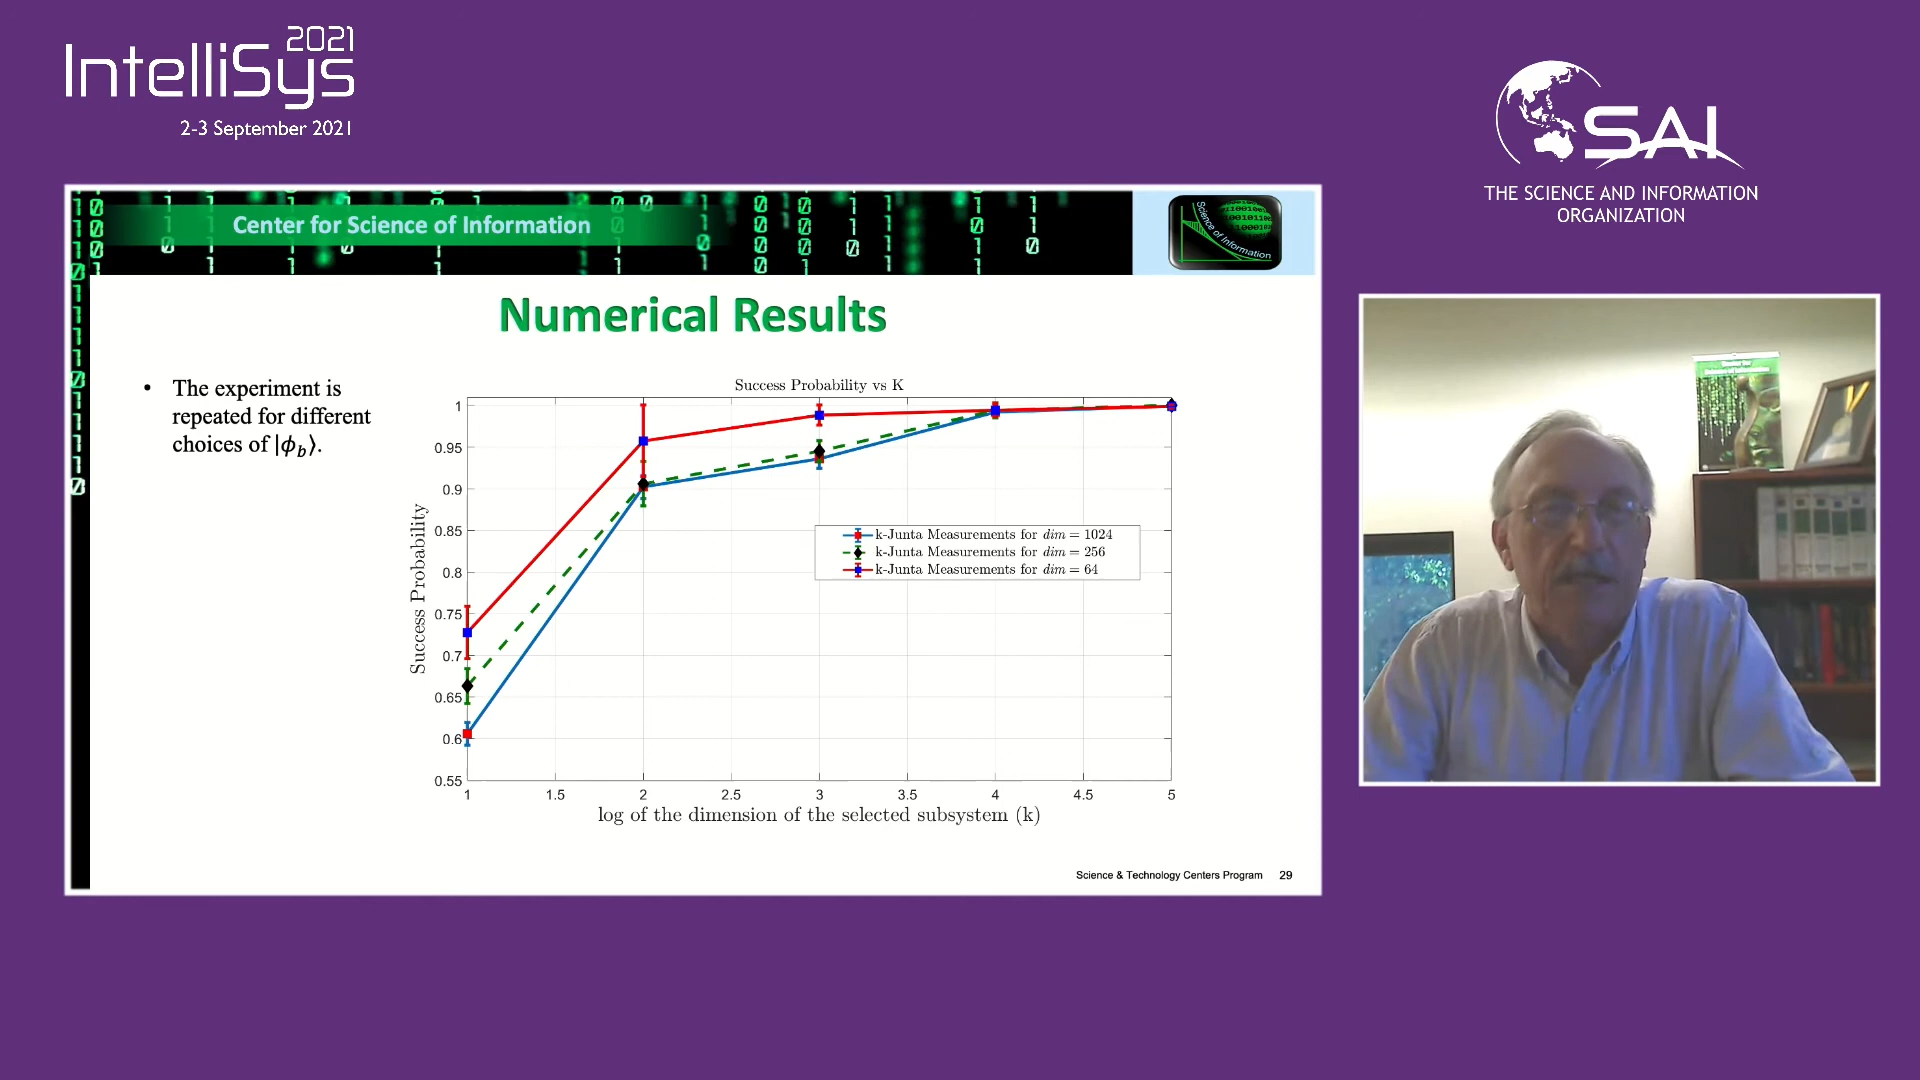 IntelliSys
2021
2-3 September 2021
SAI
THE SCIENCE AND INFORMATION
ORGANIZATION
Center for Science of Information
Science of Information
Numerical Results
• The experiment is
repeated for different
choices of |ϕ_b⟩.
Success Probability vs K
Success Probability
1
0.95
0.9
0.85
0.8
0.75
0.7
0.65
0.6
0.55
k-Junta Measurements for dim = 1024
k-Junta Measurements for dim = 256
k-Junta Measurements for dim = 64
1 1.5 2 2.5 3 3.5 4 4.5 5
log of the dimension of the selected subsystem (k)
Science & Technology Centers Program 29